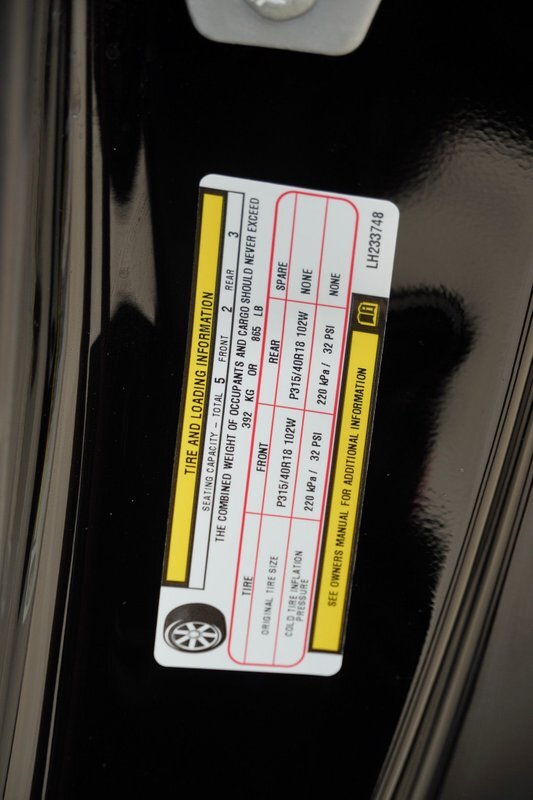 TIRE AND LOADING INFORMATION
SEATING CAPACITY – TOTAL 5 FRONT 2 REAR 3
THE COMBINED WEIGHT OF OCCUPANTS AND CARGO SHOULD NEVER EXCEED
392 KG OR 865 LB
TIRE FRONT REAR SPARE
ORIGINAL TIRE SIZE P315/40R18 102W P315/40R18 102W NONE
COLD TIRE INFLATION PRESSURE 220 kPa / 32 PSI 220 kPa / 32 PSI NONE
SEE OWNERS MANUAL FOR ADDITIONAL INFORMATION
LH233748